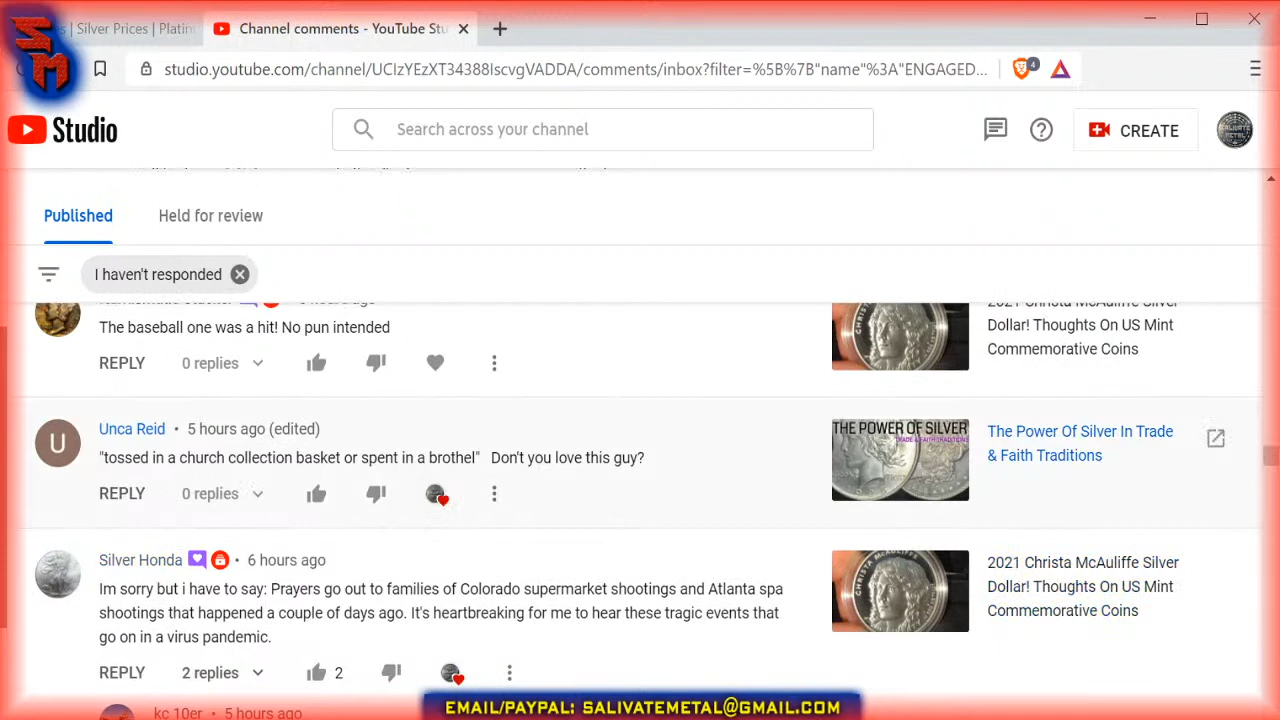 SM
s | Silver Prices | Platin
Channel comments - YouTube Stu
studio.youtube.com/channel/UCIzYEzXT34388IscvgVADDA/comments/inbox?filter=%5B%7B"name"%3A"ENGAGED...
4
Studio
Search across your channel
CREATE
Published
Held for review
I haven't responded
The baseball one was a hit! No pun intended
REPLY 0 replies
2021 Christa McAuliffe Silver
Dollar! Thoughts On US Mint
Commemorative Coins
U
Unca Reid • 5 hours ago (edited)
"tossed in a church collection basket or spent in a brothel" Don't you love this guy?
REPLY 0 replies
THE POWER OF SILVER
TRADE & FAITH TRADITIONS
The Power Of Silver In Trade
& Faith Traditions
Silver Honda • 6 hours ago
Im sorry but i have to say: Prayers go out to families of Colorado supermarket shootings and Atlanta spa
shootings that happened a couple of days ago. It's heartbreaking for me to hear these tragic events that
go on in a virus pandemic.
REPLY 2 replies 2
CHRISTA MCAULIFFE
2021 Christa McAuliffe Silver
Dollar! Thoughts On US Mint
Commemorative Coins
kc 10er • 5 hours ago
EMAIL/PAYPAL: SALIVATEMETAL@GMAIL.COM